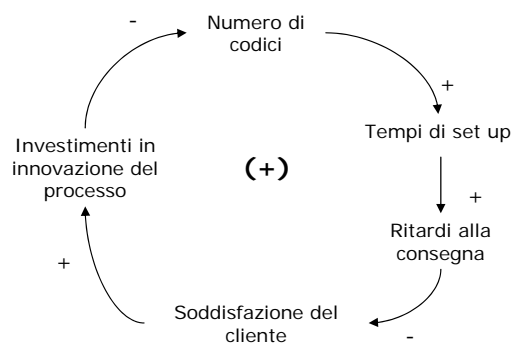 -
Numero di
codici
+
Tempi di set up
Investimenti in
innovazione del
processo
(+)
+
Ritardi alla
consegna
+
Soddisfazione del
cliente
-